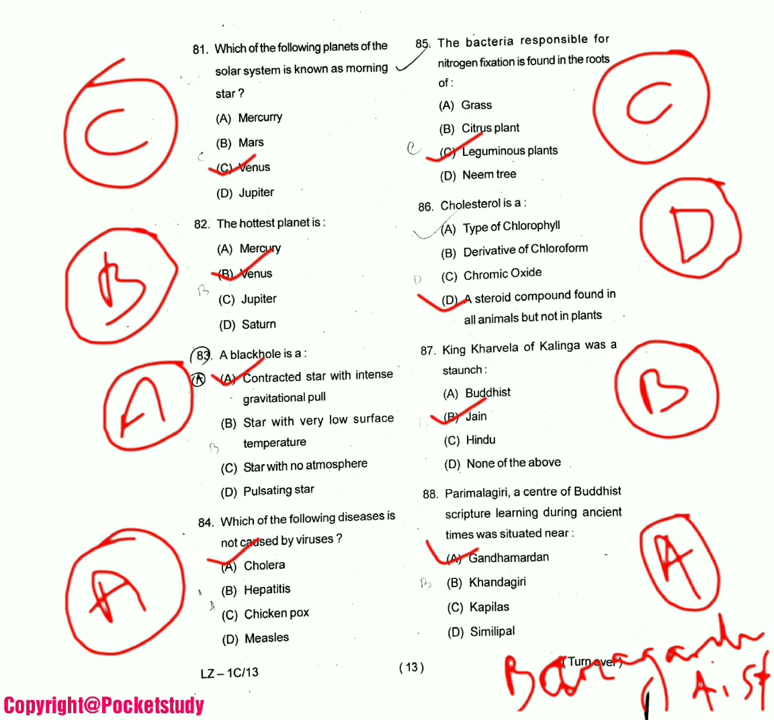 81. Which of the following planets of the
solar system is known as morning
star ?
(A) Mercurry
(B) Mars
(C) Venus
(D) Jupiter
82. The hottest planet is :
(A) Mercury
(B) Venus
(C) Jupiter
(D) Saturn
83. A blackhole is a :
(A) Contracted star with intense
gravitational pull
(B) Star with very low surface
temperature
(C) Star with no atmosphere
(D) Pulsating star
84. Which of the following diseases is
not caused by viruses ?
(A) Cholera
(B) Hepatitis
(C) Chicken pox
(D) Measles
85. The bacteria responsible for
nitrogen fixation is found in the roots
of :
(A) Grass
(B) Citrus plant
(C) Leguminous plants
(D) Neem tree
86. Cholesterol is a :
(A) Type of Chlorophyll
(B) Derivative of Chloroform
(C) Chromic Oxide
(D) A steroid compound found in
all animals but not in plants
87. King Kharvela of Kalinga was a
staunch :
(A) Buddhist
(B) Jain
(C) Hindu
(D) None of the above
88. Parimalagiri, a centre of Buddhist
scripture learning during ancient
times was situated near :
(A) Gandhamardan
(B) Khandagiri
(C) Kapilas
(D) Similipal
LZ – 1C/13
(13)
(Turn over)
C
B
A
A
C
D
B
A
Copyright@Pocketstudy